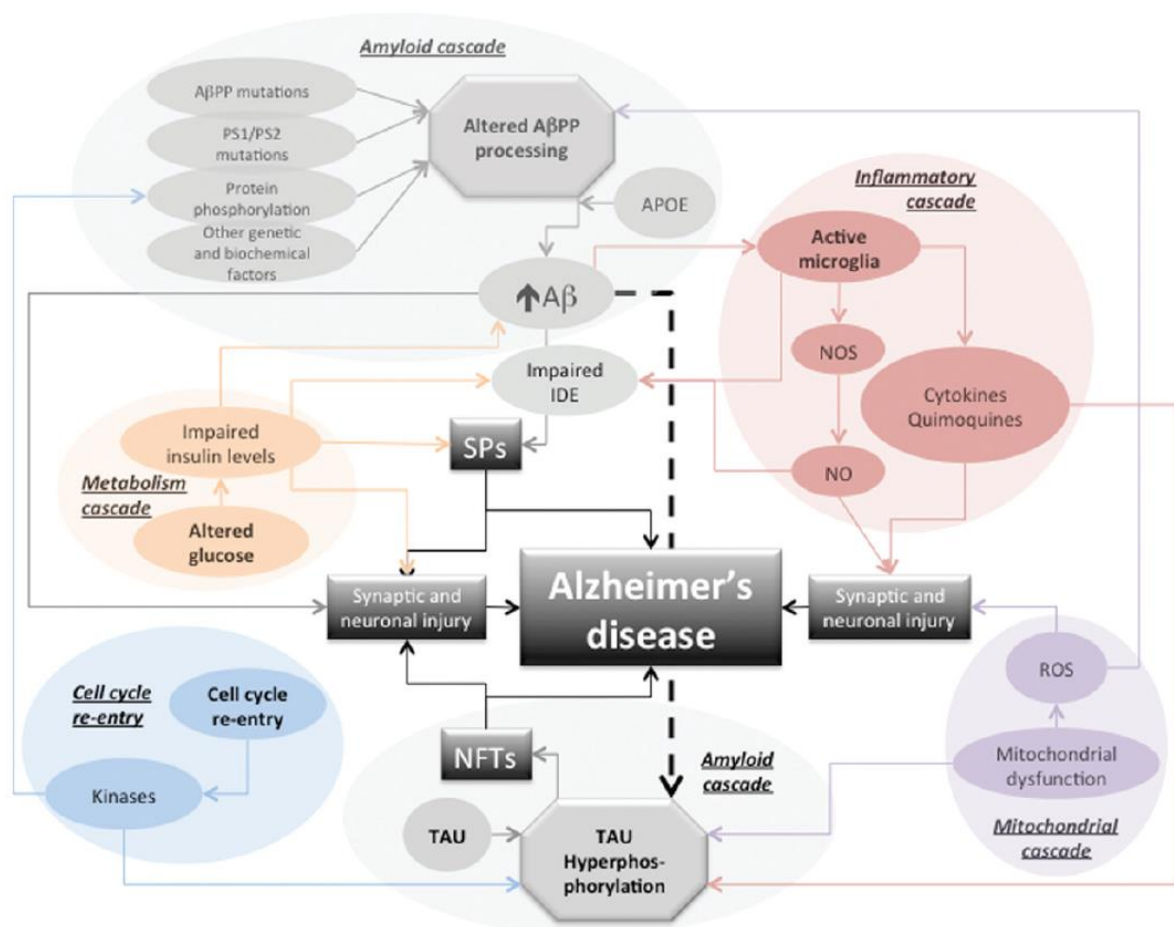 Amyloid cascade
AβPP mutations
PS1/PS2
mutations
Protein
phosphorylation
Other genetic
and biochemical
factors
Altered AβPP
processing
APOE
↑Aβ
Impaired
IDE
SPs
Inflammatory
cascade
Active
microglia
NOS
Cytokines
Quimoquines
NO
Impaired
insulin levels
Metabolism
cascade
Altered
glucose
Synaptic and
neuronal injury
Alzheimer’s
disease
Synaptic and
neuronal injury
Cell cycle
re-entry
Cell cycle
re-entry
Kinases
NFTs
TAU
TAU
Hyperphos-
phorylation
Amyloid
cascade
ROS
Mitochondrial
dysfunction
Mitochondrial
cascade